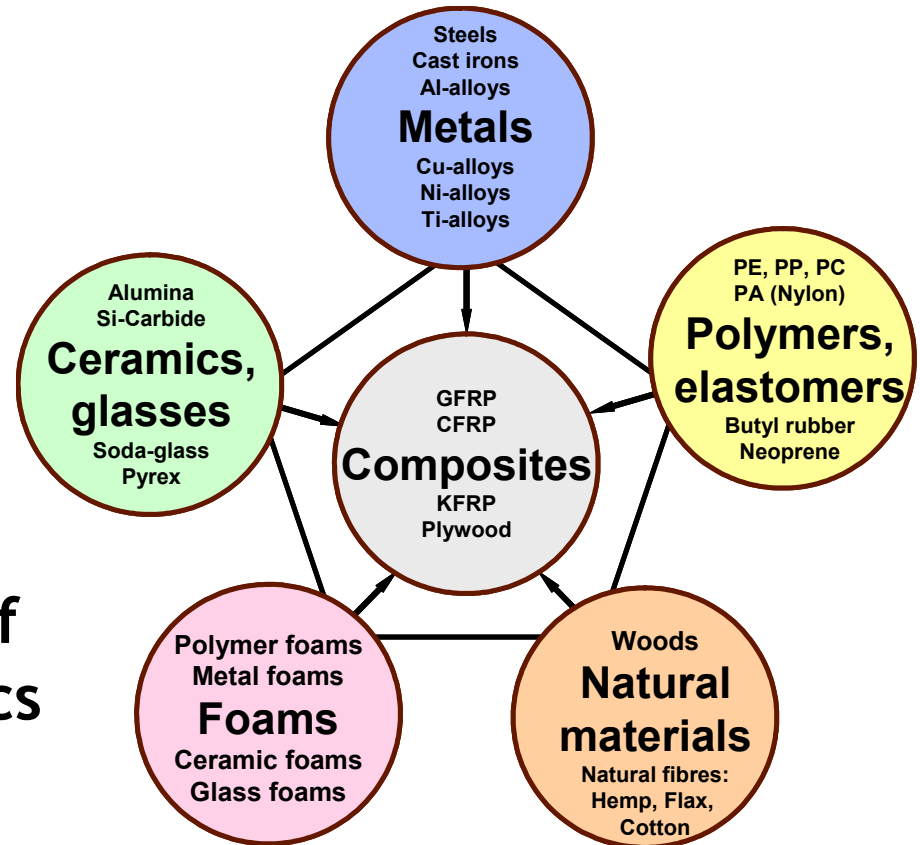 Steels
Cast irons
Al-alloys
Metals
Cu-alloys
Ni-alloys
Ti-alloys
Alumina
Si-Carbide
Ceramics,
glasses
Soda-glass
Pyrex
PE, PP, PC
PA (Nylon)
Polymers,
elastomers
Butyl rubber
Neoprene
GFRP
CFRP
Composites
KFRP
Plywood
Polymer foams
Metal foams
Foams
Ceramic foams
Glass foams
Woods
Natural
materials
Natural fibres:
Hemp, Flax,
Cotton